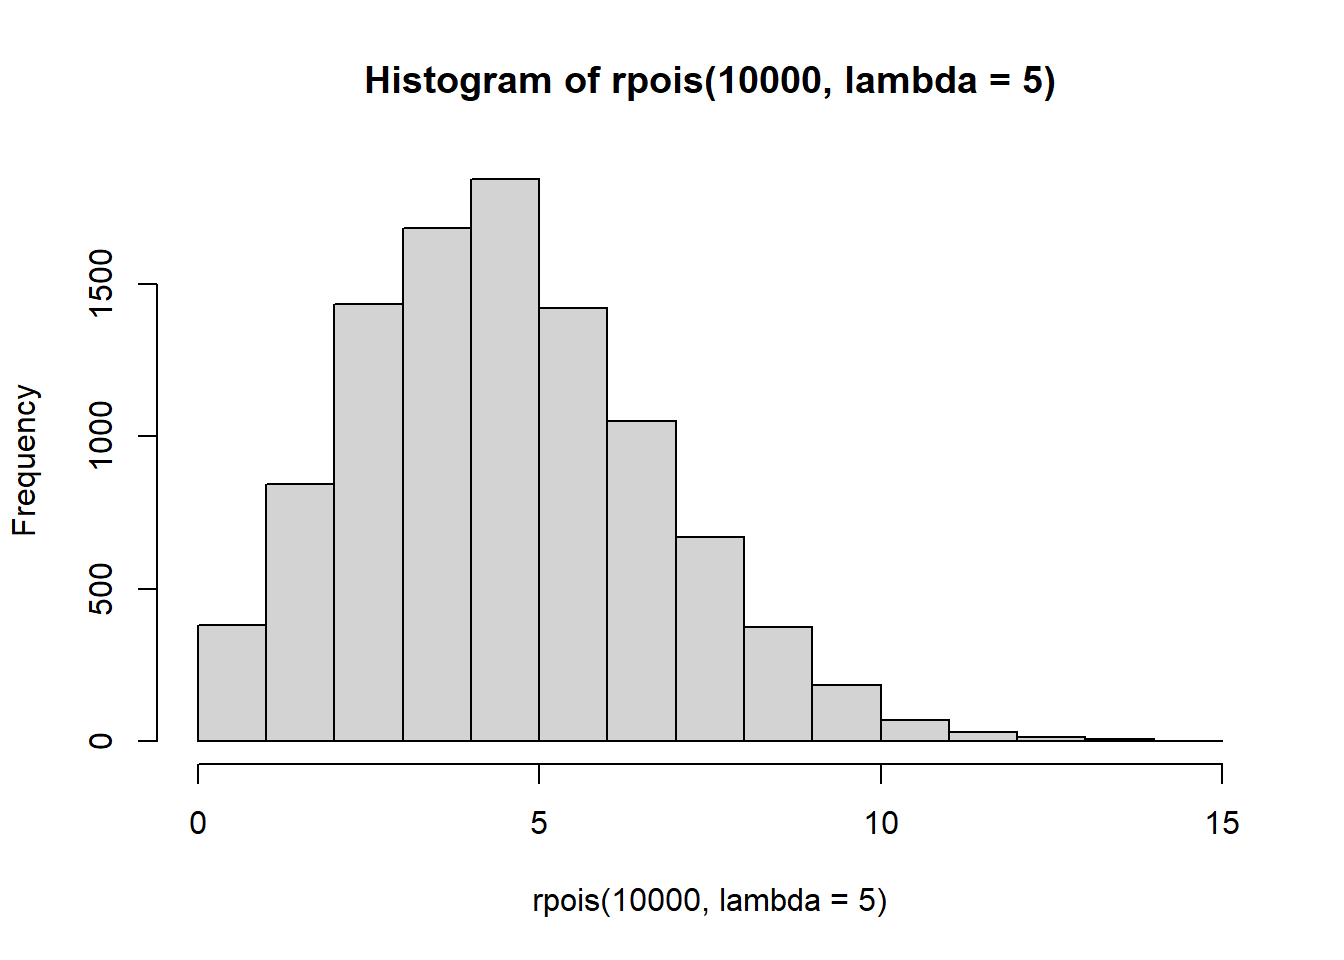 Histogram of rpois(10000, lambda = 5)
Frequency
1500
1000
500
0
0 5 10 15
rpois(10000, lambda = 5)